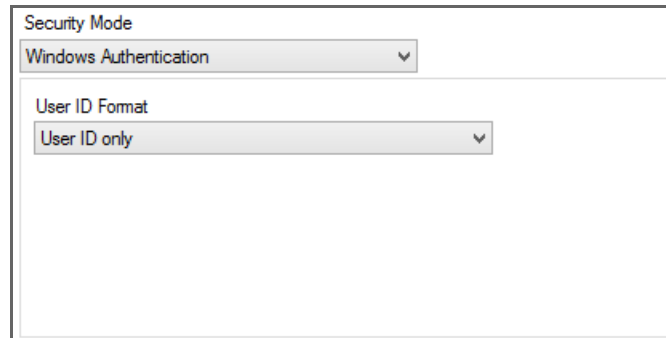 Security Mode
Windows Authentication
User ID Format
User ID only